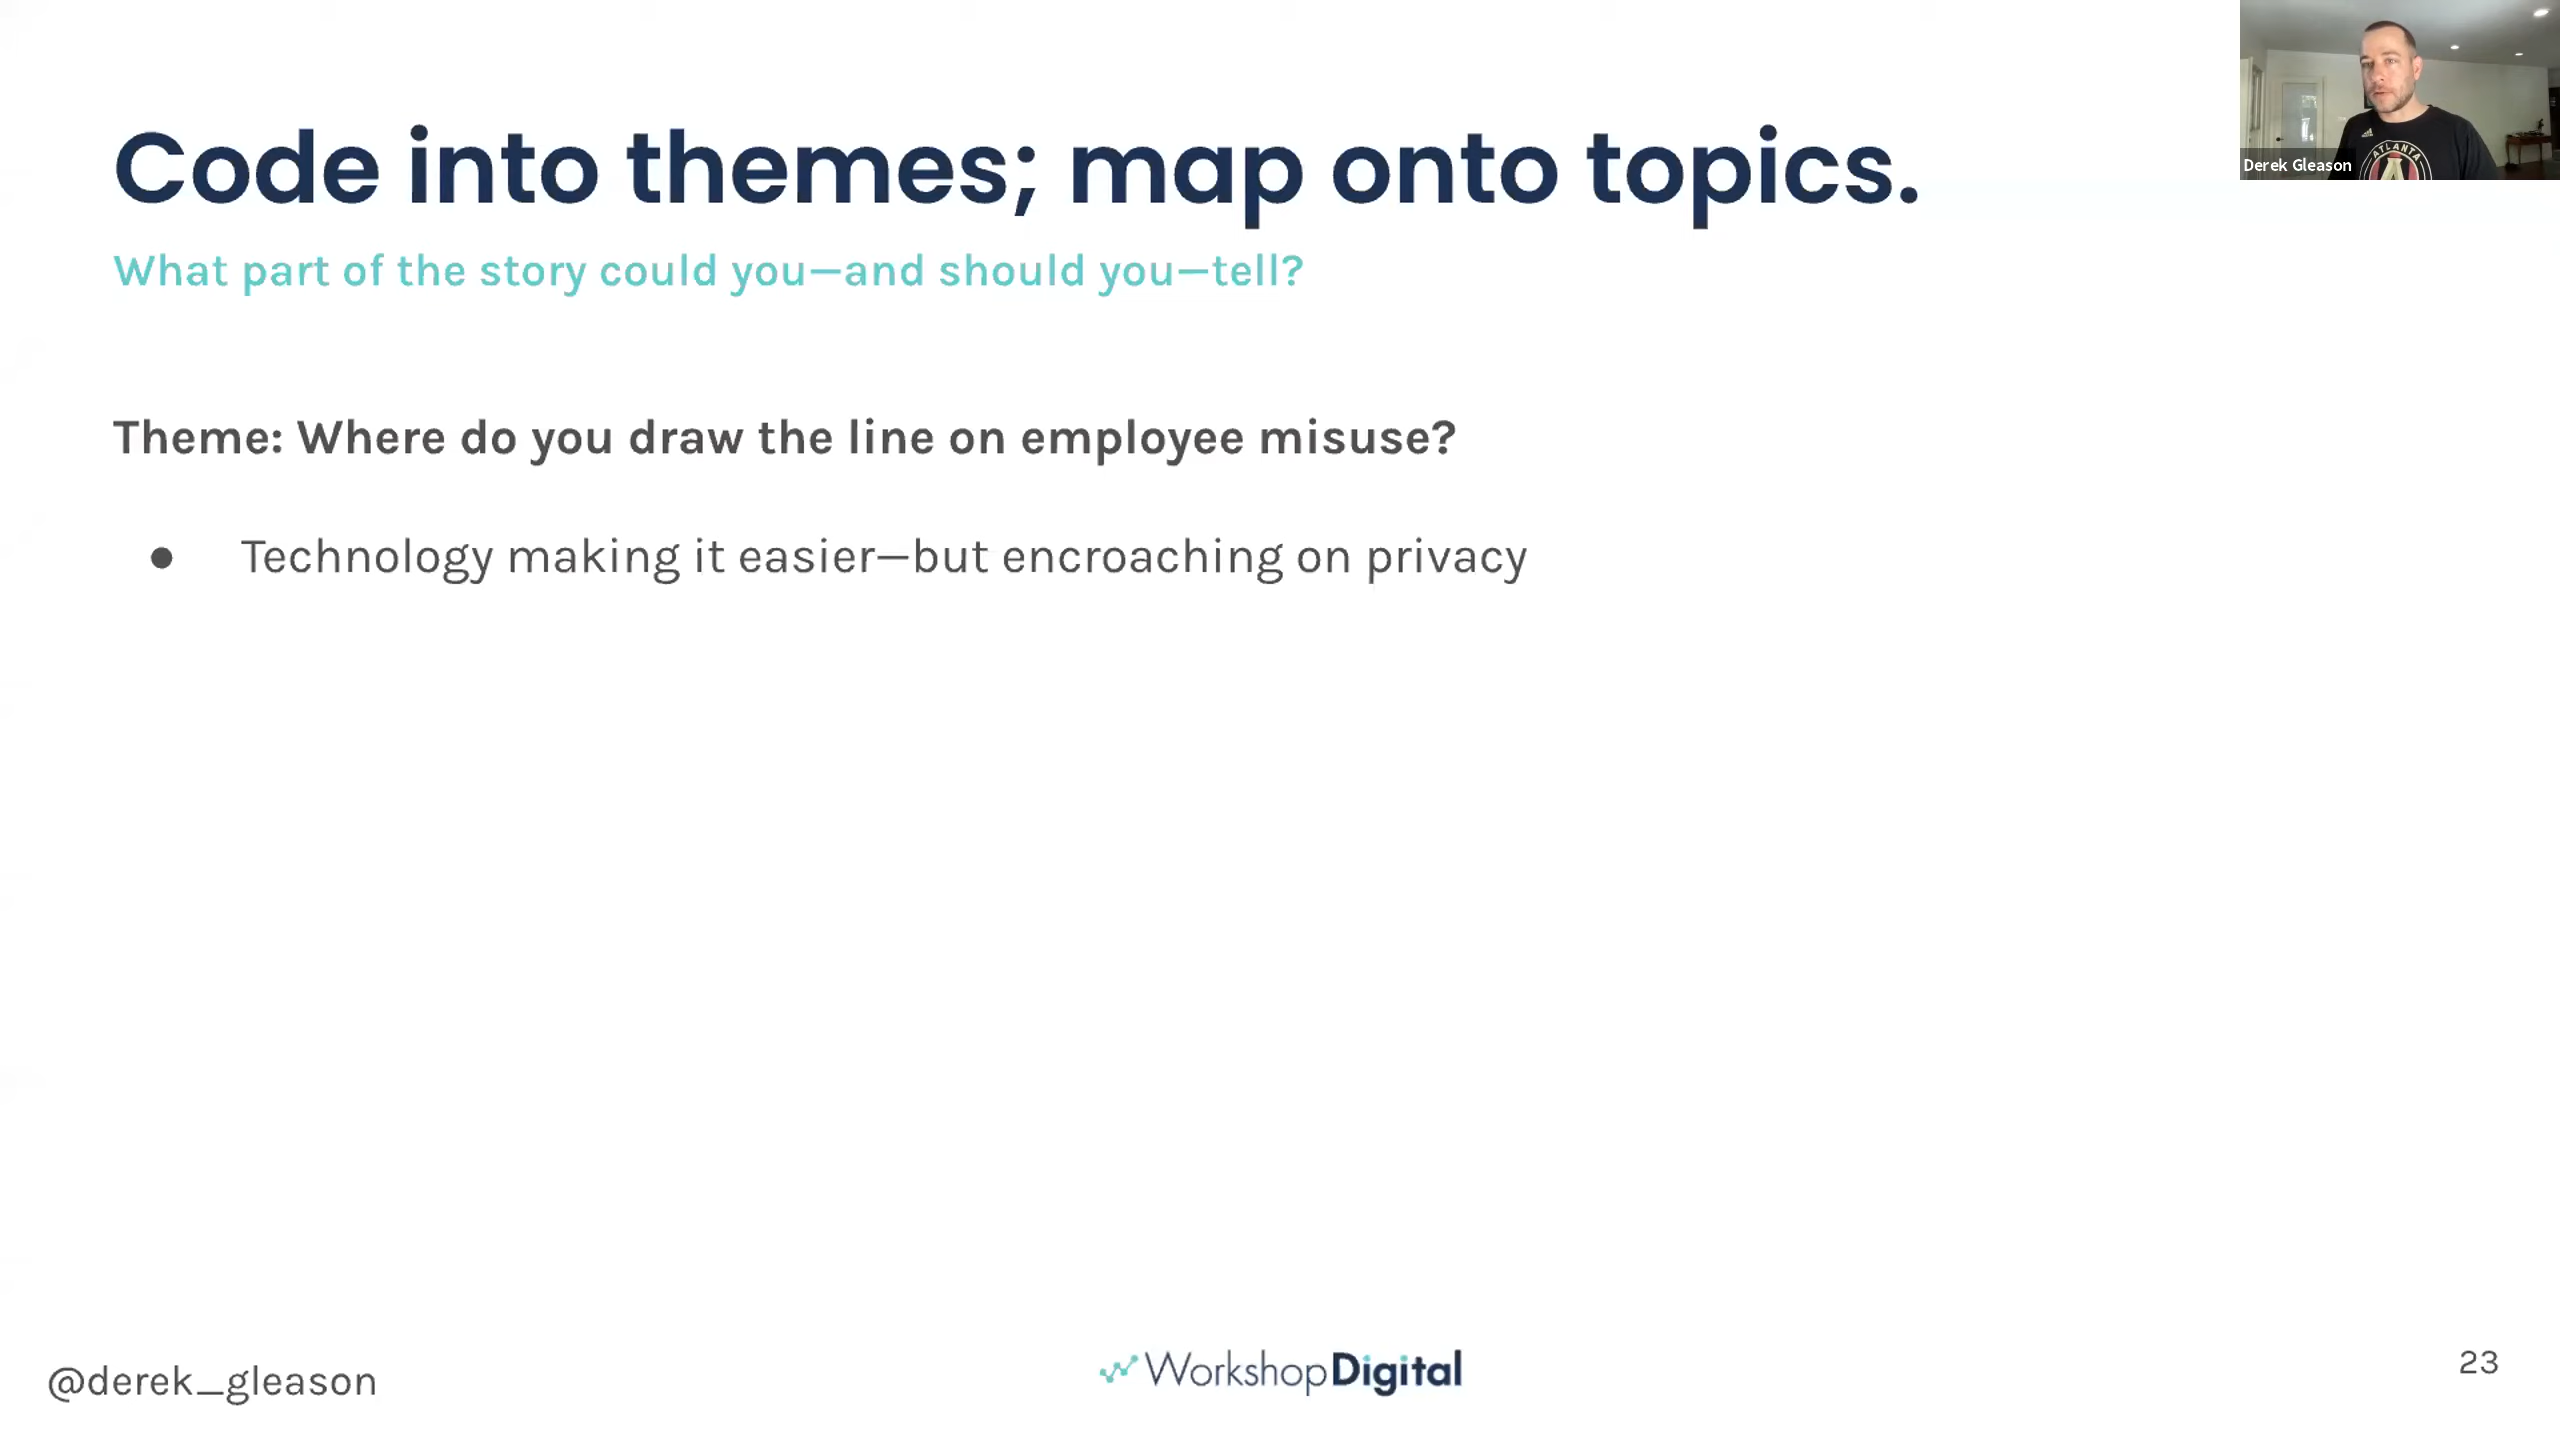 Code into themes; map onto topics.
What part of the story could you—and should you—tell?
Theme: Where do you draw the line on employee misuse?
● Technology making it easier—but encroaching on privacy
ATLANTA
A
Derek Gleason
@derek_gleason
WorkshopDigital
23